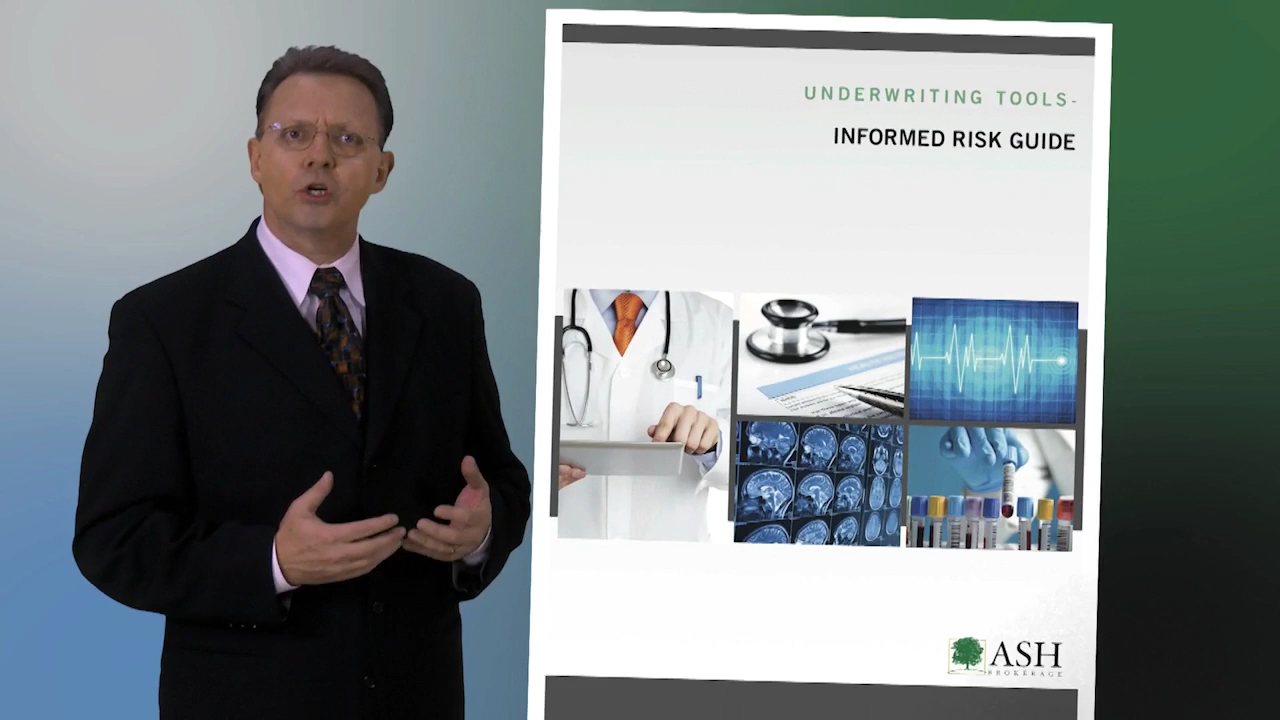 UNDERWRITING TOOLS-
INFORMED RISK GUIDE
ASH
BROKERAGE